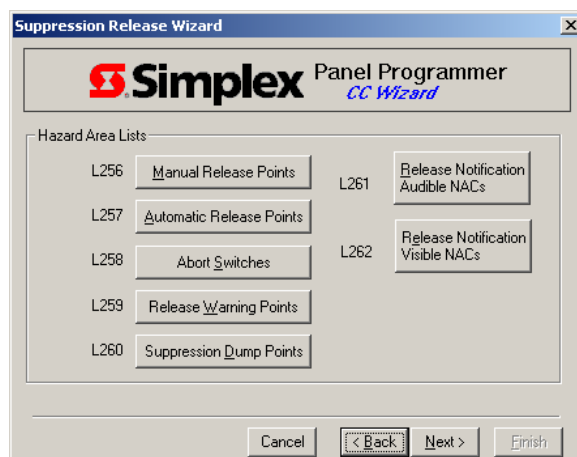 Suppression Release Wizard
Simplex
Panel Programmer
CC Wizard
Hazard Area Lists
L256 Manual Release Points
L257 Automatic Release Points
L258 Abort Switches
L259 Release Warning Points
L260 Suppression Dump Points
L261 Release Notification
Audible NACs
L262 Release Notification
Visible NACs
Cancel < Back Next > Finish